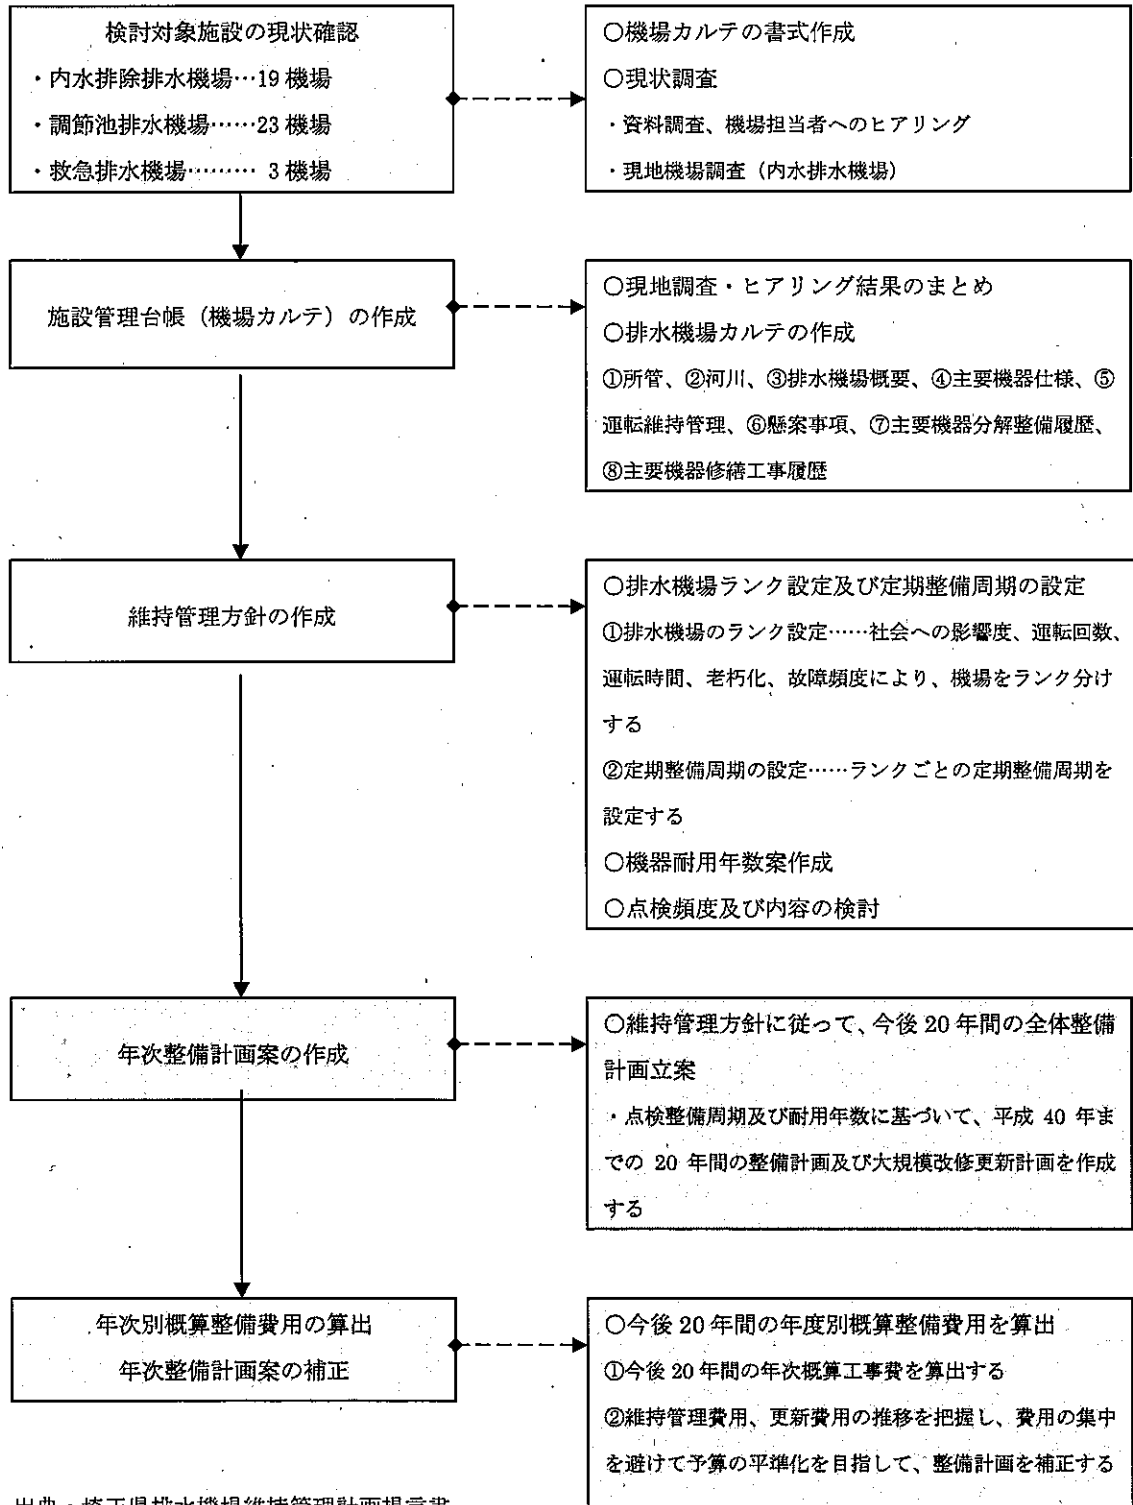 検討対象施設の現状確認
・内水排除排水機場…19 機場
・調節池排水機場……23 機場
・救急排水機場……… 3 機場
○機場カルテの書式作成
○現状調査
・資料調査、機場担当者へのヒアリング
・現地機場調査（内水排水機場）
施設管理台帳（機場カルテ）の作成
○現地調査・ヒアリング結果のまとめ
○排水機場カルテの作成
①所管、②河川、③排水機場概要、④主要機器仕様、⑤
運転維持管理、⑥懸案事項、⑦主要機器分解整備履歴、
⑧主要機器修繕工事履歴
維持管理方針の作成
○排水機場ランク設定及び定期整備周期の設定
①排水機場のランク設定……社会への影響度、運転回数、
運転時間、老朽化、故障頻度により、機場をランク分け
する
②定期整備周期の設定……ランクごとの定期整備周期を
設定する
○機器耐用年数案作成
○点検頻度及び内容の検討
年次整備計画案の作成
○維持管理方針に従って、今後 20 年間の全体整備
計画立案
・点検整備周期及び耐用年数に基づいて、平成 40 年ま
での 20 年間の整備計画及び大規模改修更新計画を作成
する
年次別概算整備費用の算出
年次整備計画案の補正
○今後 20 年間の年度別概算整備費用を算出
①今後 20 年間の年次概算工事費を算出する
②維持管理費用、更新費用の推移を把握し、費用の集中
を避けて予算の平準化を目指して、整備計画を補正する
出典：埼玉県排水機場維持管理計画提言書